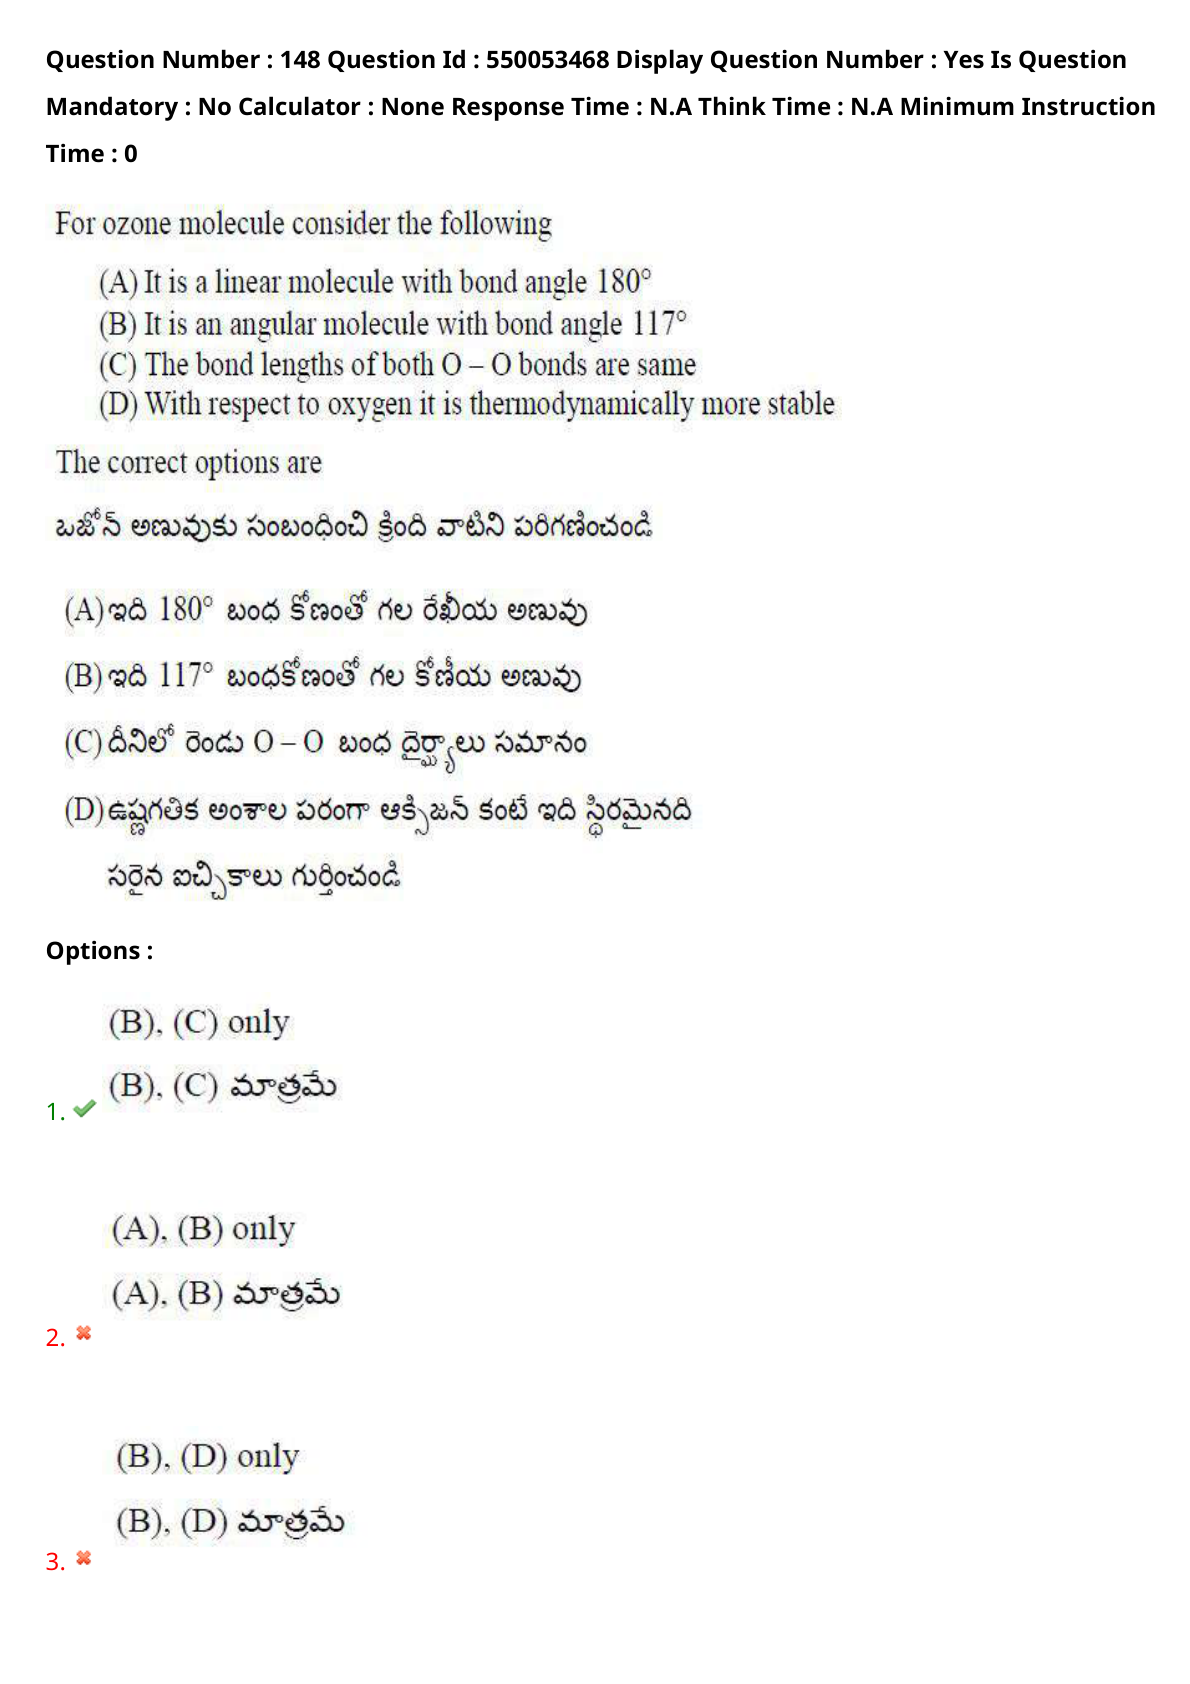 Question Number : 148 Question Id : 550053468 Display Question Number : Yes Is Question
Mandatory : No Calculator : None Response Time : N.A Think Time : N.A Minimum Instruction
Time : 0
For ozone molecule consider the following
(A) It is a linear molecule with bond angle 180°
(B) It is an angular molecule with bond angle 117°
(C) The bond lengths of both O – O bonds are same
(D) With respect to oxygen it is thermodynamically more stable
The correct options are
ఒజోన్ అణువుకు సంబంధించి క్రింది వాటిని పరిగణించండి
(A) ఇది 180° బంధ కోణంతో గల రేఖీయ అణువు
(B) ఇది 117° బంధకోణంతో గల కోణీయ అణువు
(C) దీనిలో రెండు O – O బంధ దైర్ఘ్యాలు సమానం
(D) ఉష్ణగతిక అంశాల పరంగా ఆక్సిజన్ కంటే ఇది స్థిరమైనది
సరైన ఐచ్చికాలు గుర్తించండి
Options :
(B), (C) only
(B), (C) మాత్రమే
1.
(A), (B) only
(A), (B) మాత్రమే
2.
(B), (D) only
(B), (D) మాత్రమే
3.